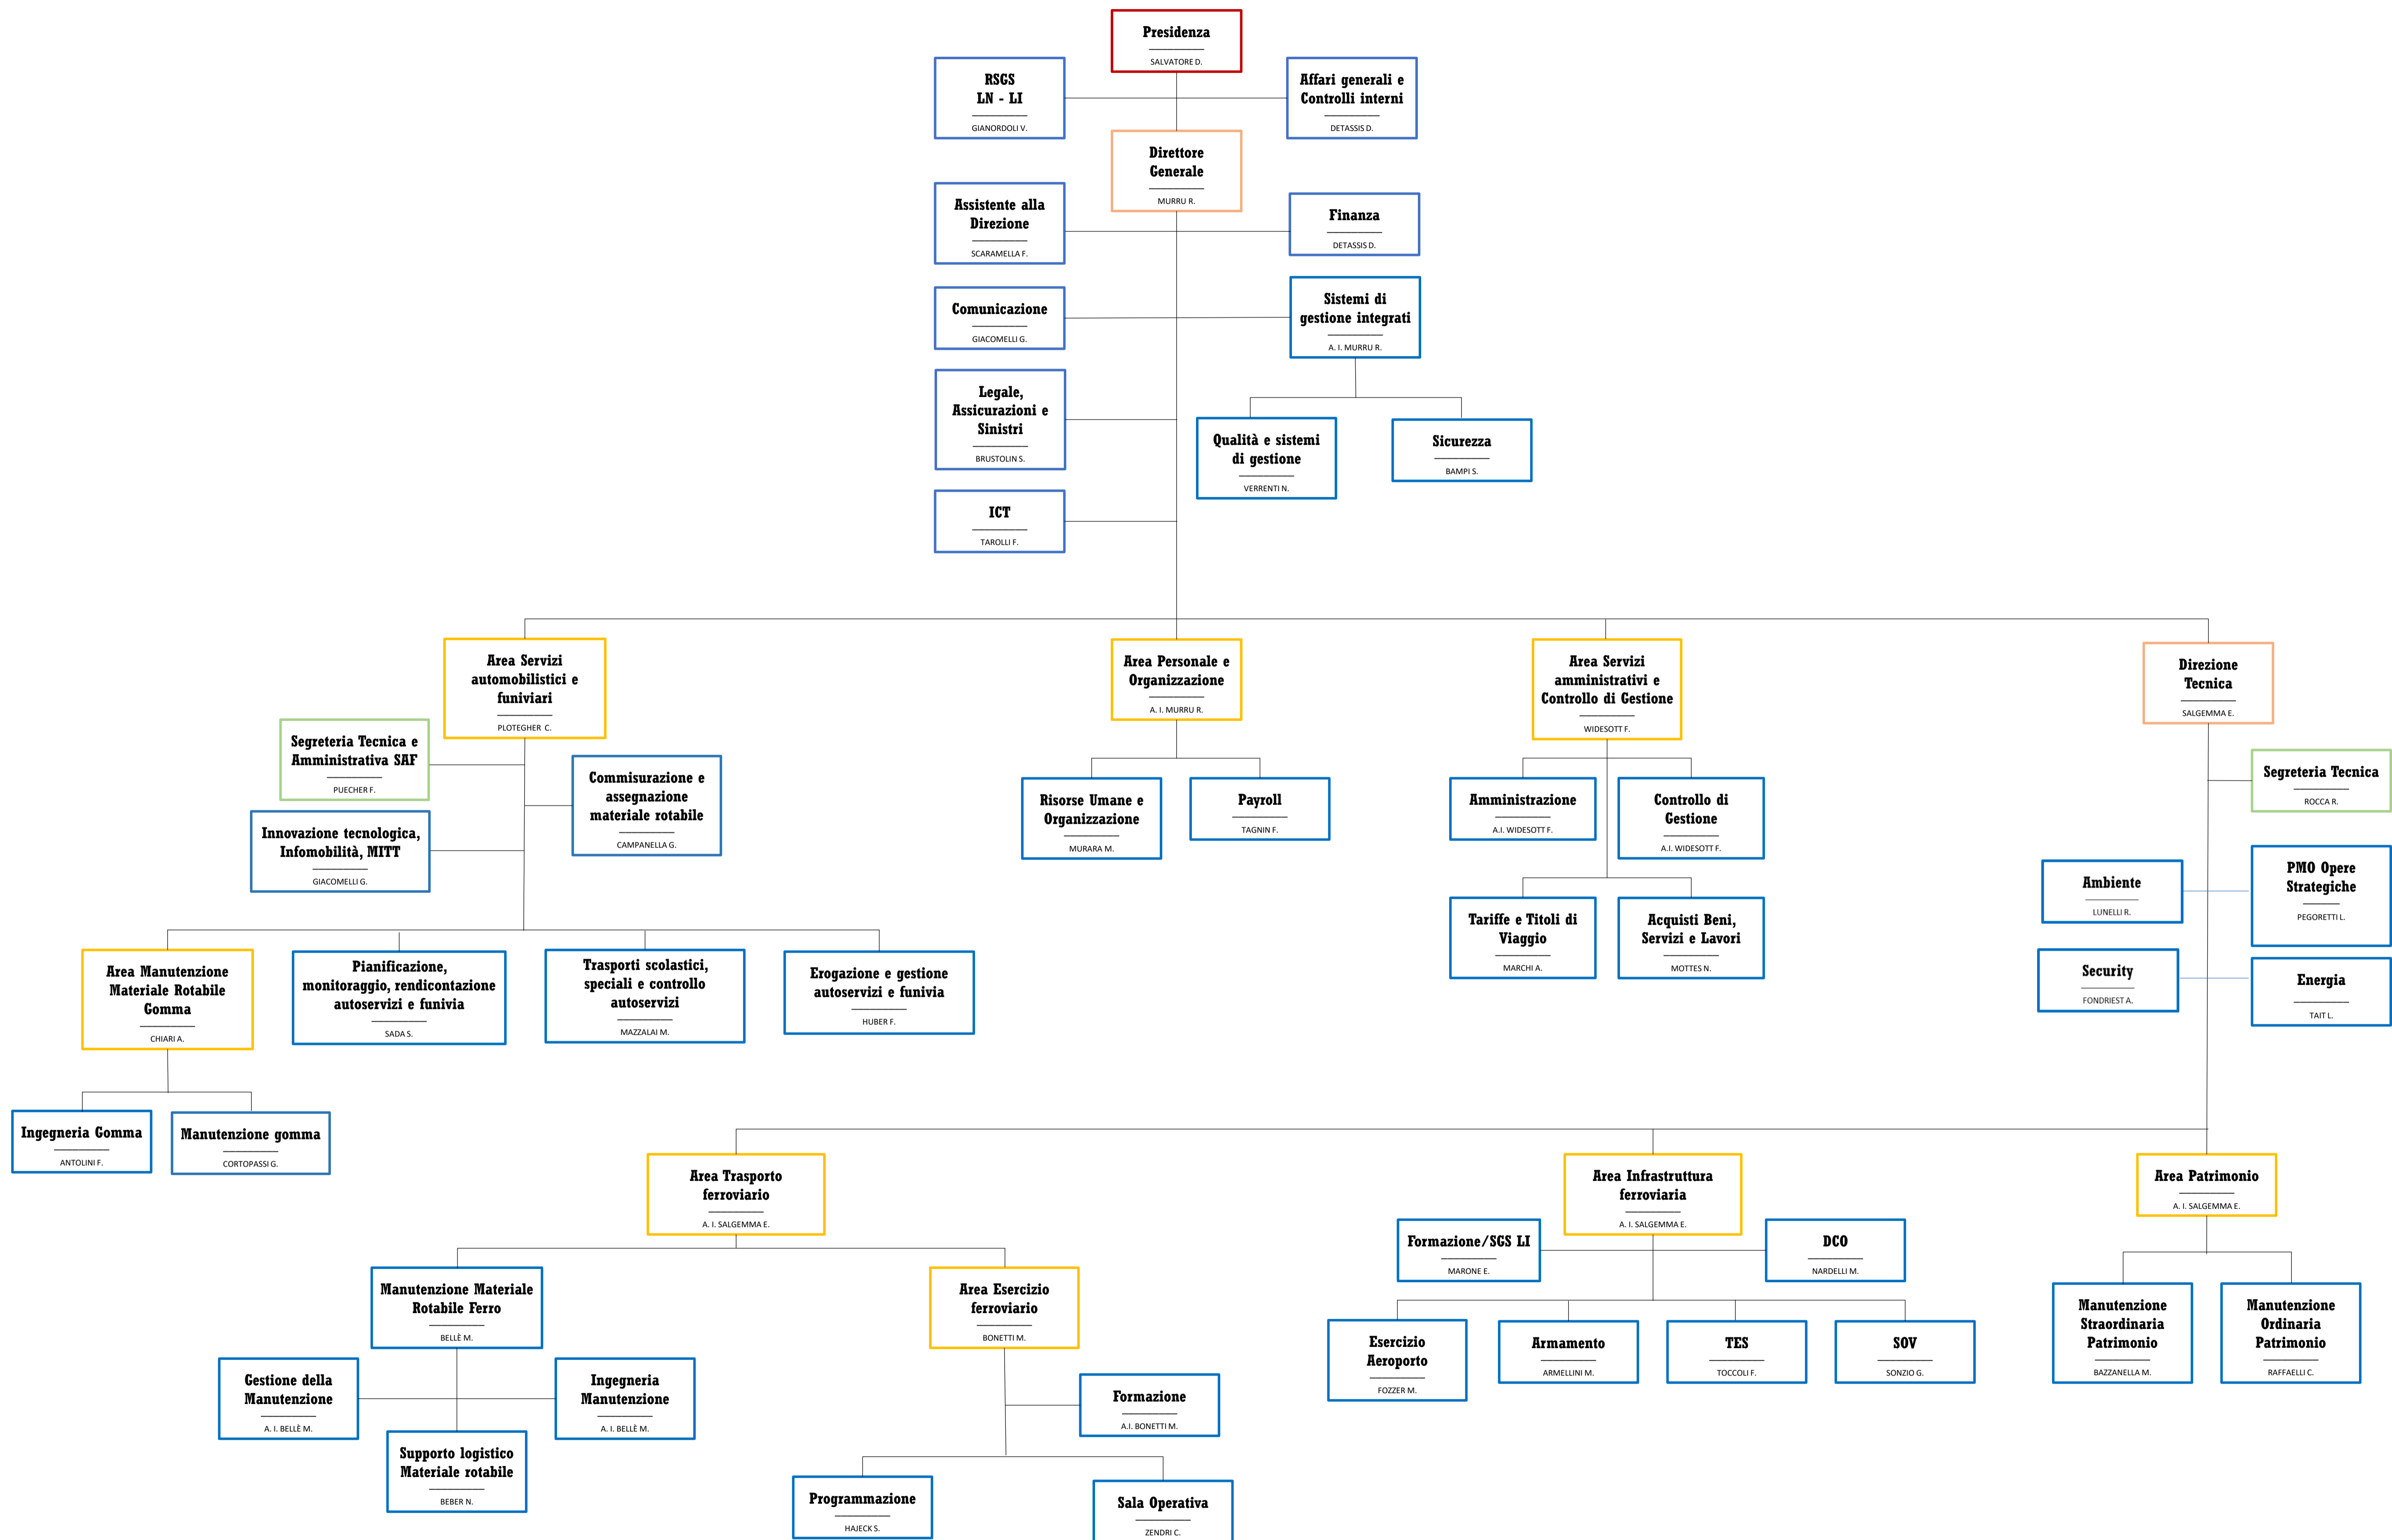 Presidenza
SALVATORE D.
RSGS
LN - LI
GIANORDOLI V.
Affari generali e
Controlli interni
DETASSIS D.
Direttore
Generale
MURRU R.
Assistente alla
Direzione
SCARAMELLA F.
Finanza
DETASSIS D.
Comunicazione
GIACOMELLI G.
Sistemi di
gestione integrati
A. I. MURRU R.
Legale,
Assicurazioni e
Sinistri
BRUSTOLIN S.
Qualità e sistemi
di gestione
VERRENTI N.
Sicurezza
BAMPI S.
ICT
TAROLLI F.
Area Servizi
automobilistici e
funiviari
PLOTEGHER C.
Area Personale e
Organizzazione
A. I. MURRU R.
Area Servizi
amministrativi e
Controllo di Gestione
WIDESOTT F.
Direzione
Tecnica
SALGEMMA E.
Segreteria Tecnica e
Amministrativa SAF
PUECHER F.
Commisurazione e
assegnazione
materiale rotabile
CAMPANELLA G.
Innovazione tecnologica,
Infomobilità, MITT
GIACOMELLI G.
Risorse Umane e
Organizzazione
MURARA M.
Payroll
TAGNIN F.
Amministrazione
A.I. WIDESOTT F.
Controllo di
Gestione
A.I. WIDESOTT F.
Tariffe e Titoli di
Viaggio
MARCHI A.
Acquisti Beni,
Servizi e Lavori
MOTTES N.
Segreteria Tecnica
ROCCA R.
Ambiente
LUNELLI R.
PMO Opere
Strategiche
PEGORETTI L.
Security
FONDRIEST A.
Energia
TAIT L.
Area Manutenzione
Materiale Rotabile
Gomma
CHIARI A.
Pianificazione,
monitoraggio, rendicontazione
autoservizi e funivia
SADA S.
Trasporti scolastici,
speciali e controllo
autoservizi
MAZZALAI M.
Erogazione e gestione
autoservizi e funivia
HUBER F.
Ingegneria Gomma
ANTOLINI F.
Manutenzione gomma
CORTOPASSI G.
Area Trasporto
ferroviario
A. I. SALGEMMA E.
Area Infrastruttura
ferroviaria
A. I. SALGEMMA E.
Area Patrimonio
A. I. SALGEMMA E.
Formazione/SGS LI
MARONE E.
DCO
NARDELLI M.
Manutenzione Materiale
Rotabile Ferro
BELLÈ M.
Area Esercizio
ferroviario
BONETTI M.
Esercizio
Aeroporto
FOZZER M.
Armamento
ARMELLINI M.
TES
TOCCOLI F.
SOV
SONZIO G.
Manutenzione
Straordinaria
Patrimonio
BAZZANELLA M.
Manutenzione
Ordinaria
Patrimonio
RAFFAELLI C.
Gestione della
Manutenzione
A. I. BELLÈ M.
Ingegneria
Manutenzione
A. I. BELLÈ M.
Formazione
A.I. BONETTI M.
Supporto logistico
Materiale rotabile
BEBER N.
Programmazione
HAJECK S.
Sala Operativa
ZENDRI C.